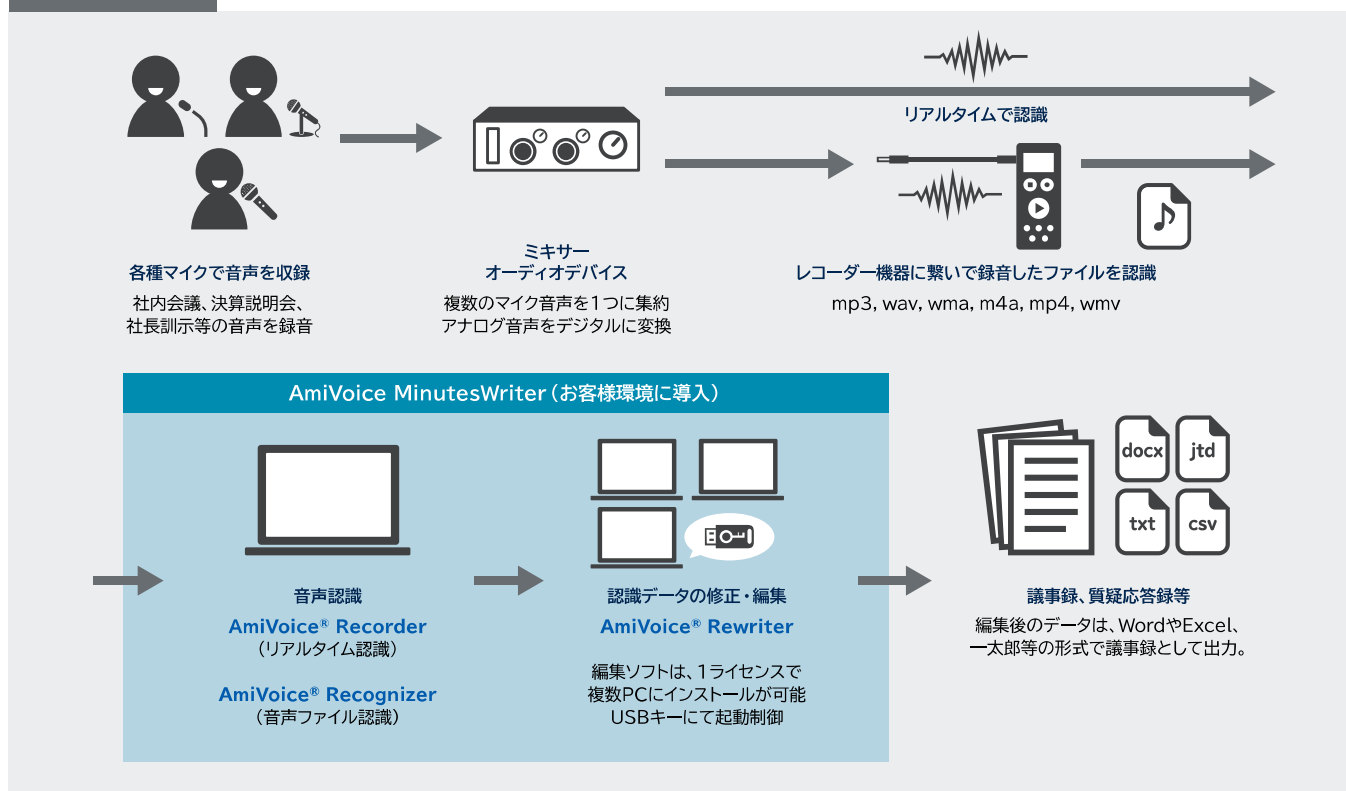 リアルタイムで認識
各種マイクで音声を収録
社内会議、決算説明会、
社長訓示等の音声を録音
ミキサー
オーディオデバイス
複数のマイク音声を1つに集約
アナログ音声をデジタルに変換
レコーダー機器に繋いで録音したファイルを認識
mp3, wav, wma, m4a, mp4, wmv
AmiVoice MinutesWriter（お客様環境に導入）
音声認識
AmiVoice® Recorder
（リアルタイム認識）
AmiVoice® Recognizer
（音声ファイル認識）
認識データの修正・編集
AmiVoice® Rewriter
編集ソフトは、1ライセンスで
複数PCにインストールが可能
USBキーにて起動制御
docx
jtd
txt
csv
議事録、質疑応答録等
編集後のデータは、WordやExcel、
一太郎等の形式で議事録として出力。